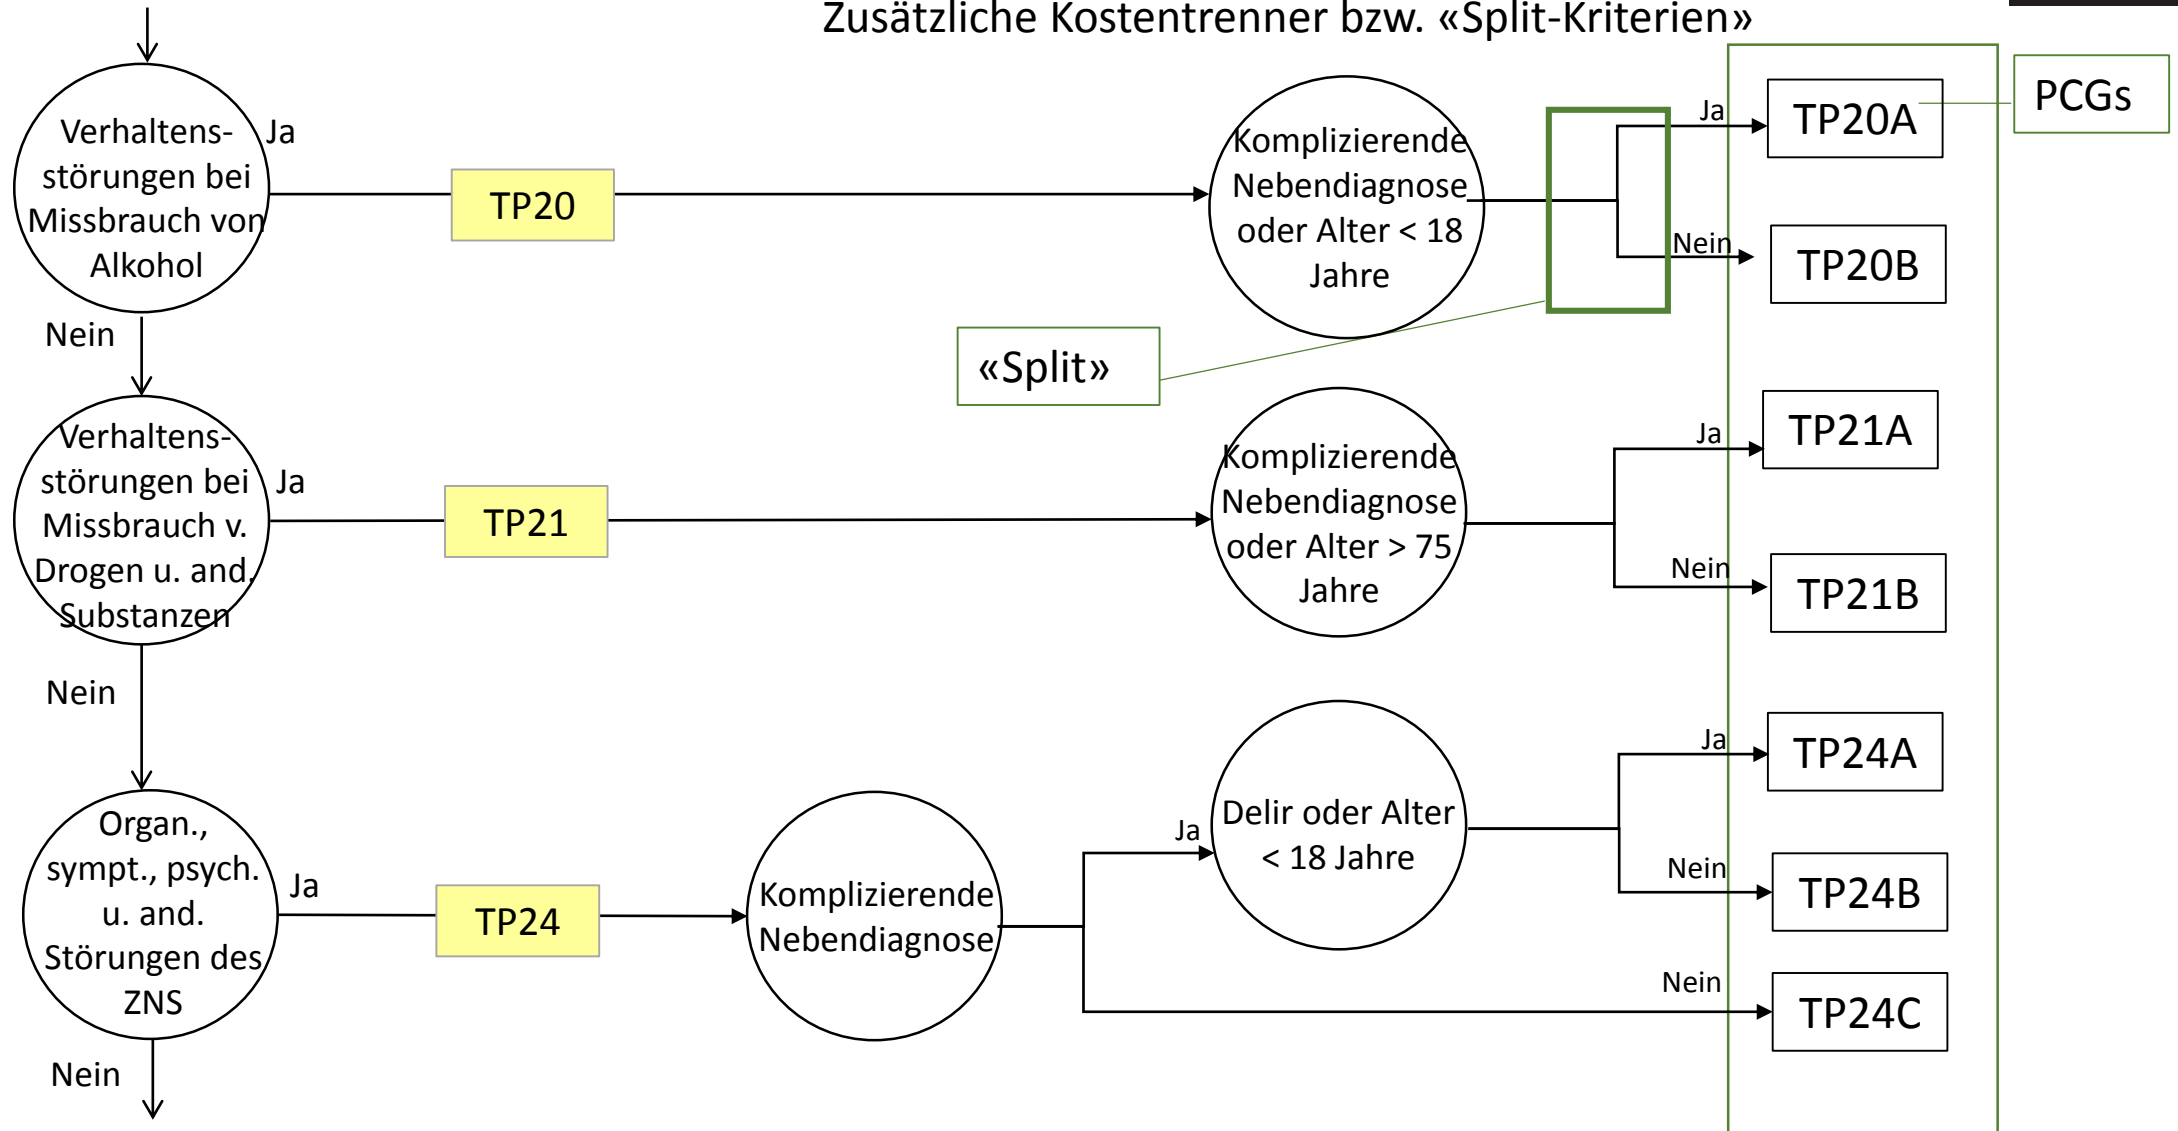 Zusätzliche Kostentrenner bzw. «Split-Kriterien»
Verhaltens-
störungen bei
Missbrauch von
Alkohol
Ja
TP20
Komplizierende
Nebendiagnose
oder Alter < 18
Jahre
Ja
TP20A
PCGs
Nein
TP20B
Nein
«Split»
Verhaltens-
störungen bei
Missbrauch v.
Drogen u. and.
Substanzen
Ja
TP21
Komplizierende
Nebendiagnose
oder Alter > 75
Jahre
Ja
TP21A
Nein
TP21B
Nein
Organ.,
sympt., psych.
u. and.
Störungen des
ZNS
Ja
TP24
Komplizierende
Nebendiagnose
Ja
Delir oder Alter
< 18 Jahre
Ja
TP24A
Nein
TP24B
Nein
TP24C
Nein